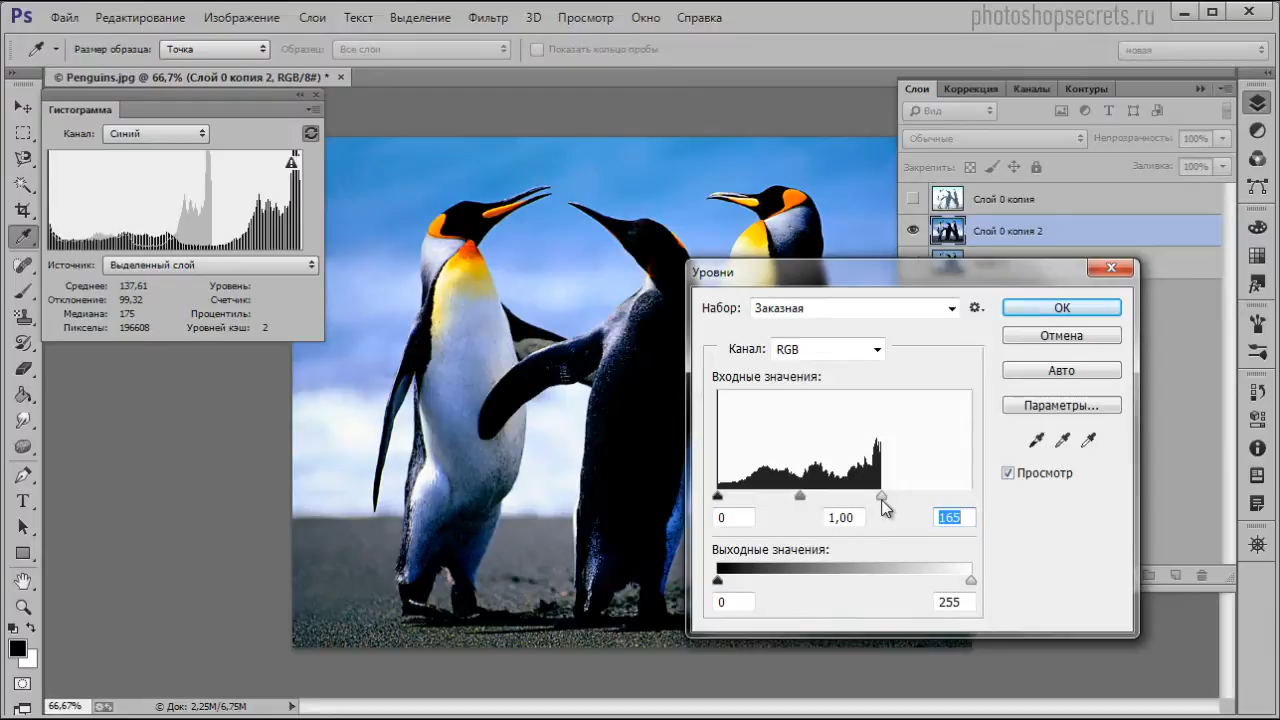 Ps Файл Редактирование Изображение Слои Текст Выделение Фильтр 3D Просмотр Окно Справка
photoshopsecrets.ru
Размер образца: Точка Образец: Все слои Показать кольцо пробы новая
© Penguins.jpg @ 66,7% (Слой 0 копия 2, RGB/8#) * ×
Гистограмма
Канал: Синий
Источник: Выделенный слой
Среднее: 137,61 Уровень:
Отклонение: 99,32 Счетчик:
Медиана: 175 Процентиль:
Пиксели: 196608 Уровней кэш: 2
Слои Коррекция Каналы Контуры
Вид
Обычные Непрозрачность: 100%
Закрепить: Заливка: 100%
Слой 0 копия
Слой 0 копия 2
Уровни
Набор: Заказная
Канал: RGB
Входные значения:
0 1,00 165
Выходные значения:
0 255
OK
Отмена
Авто
Параметры...
Просмотр
66,67% © Док: 2,25M/6,75M